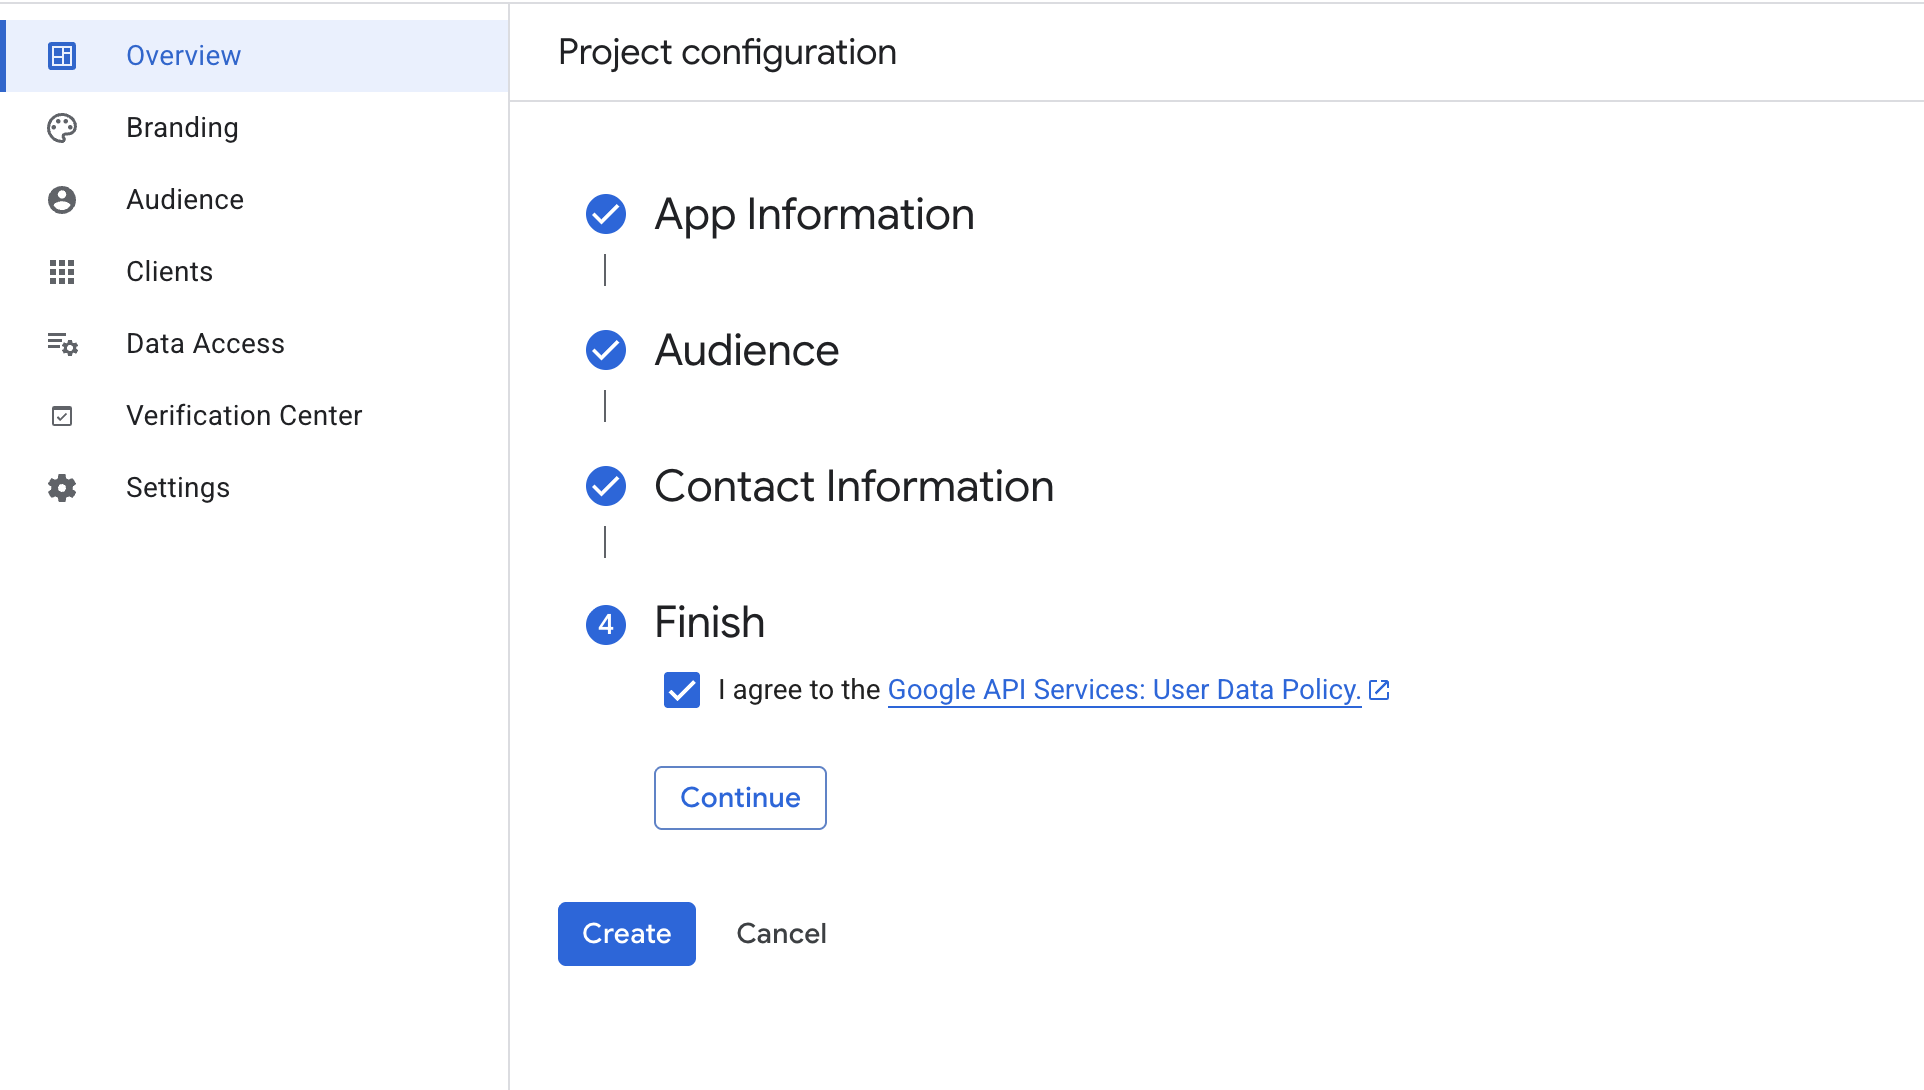 Overview
Branding
Audience
Clients
Data Access
Verification Center
Settings
Project configuration
App Information
Audience
Contact Information
4 Finish
I agree to the Google API Services: User Data Policy.
Continue
Create Cancel